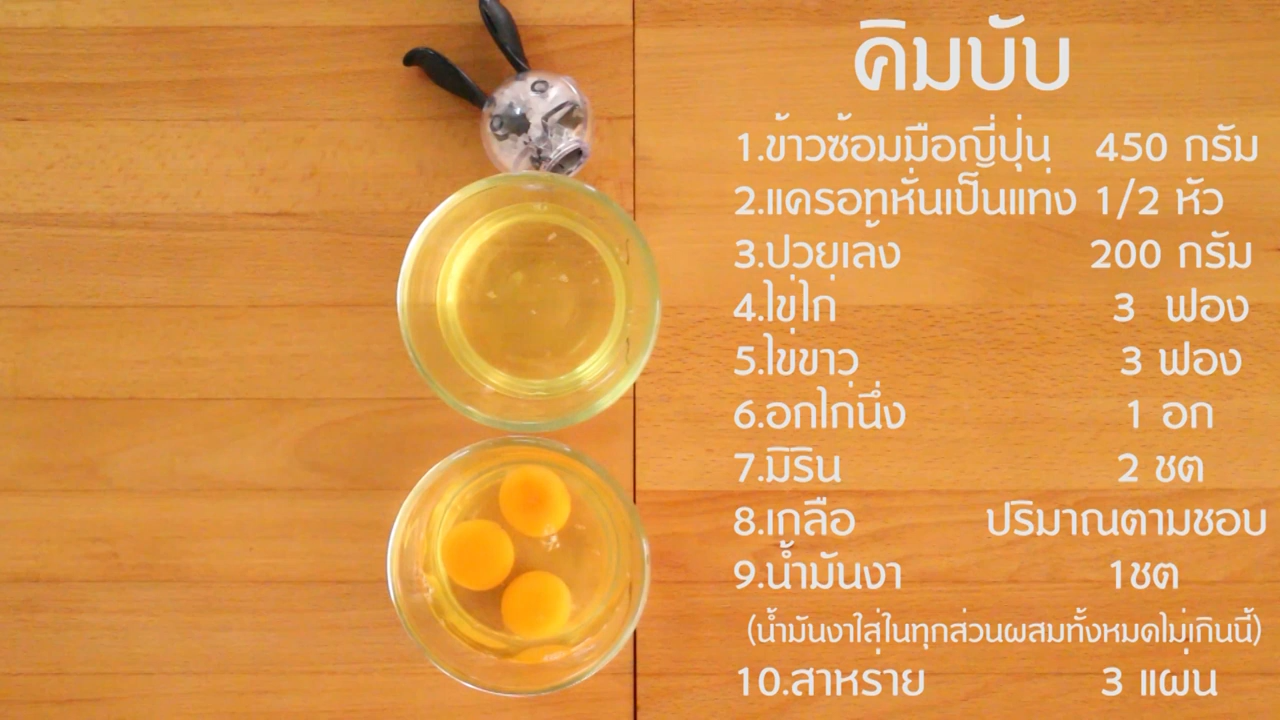 คิมบับ
1.ข้าวซ้อมมือญี่ปุ่น 450 กรัม
2.แครอทหั่นเป็นแท่ง 1/2 หัว
3.ปวยเล้ง 200 กรัม
4.ไข่ไก่ 3 ฟอง
5.ไข่ขาว 3 ฟอง
6.อกไก่นึ่ง 1 อก
7.มิริน 2 ชต
8.เกลือ ปริมาณตามชอบ
9.น้ำมันงา 1ชต
(น้ำมันงาใส่ในทุกส่วนผสมทั้งหมดไม่เกินนี้)
10.สาหร่าย 3 แผ่น